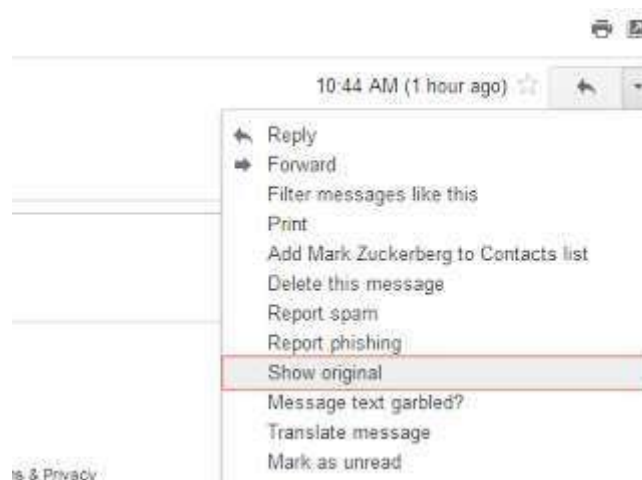 10:44 AM (1 hour ago)
Reply
Forward
Filter messages like this
Print
Add Mark Zuckerberg to Contacts list
Delete this message
Report spam
Report phishing
Show original
Message text garbled?
Translate message
Mark as unread
& Privacy